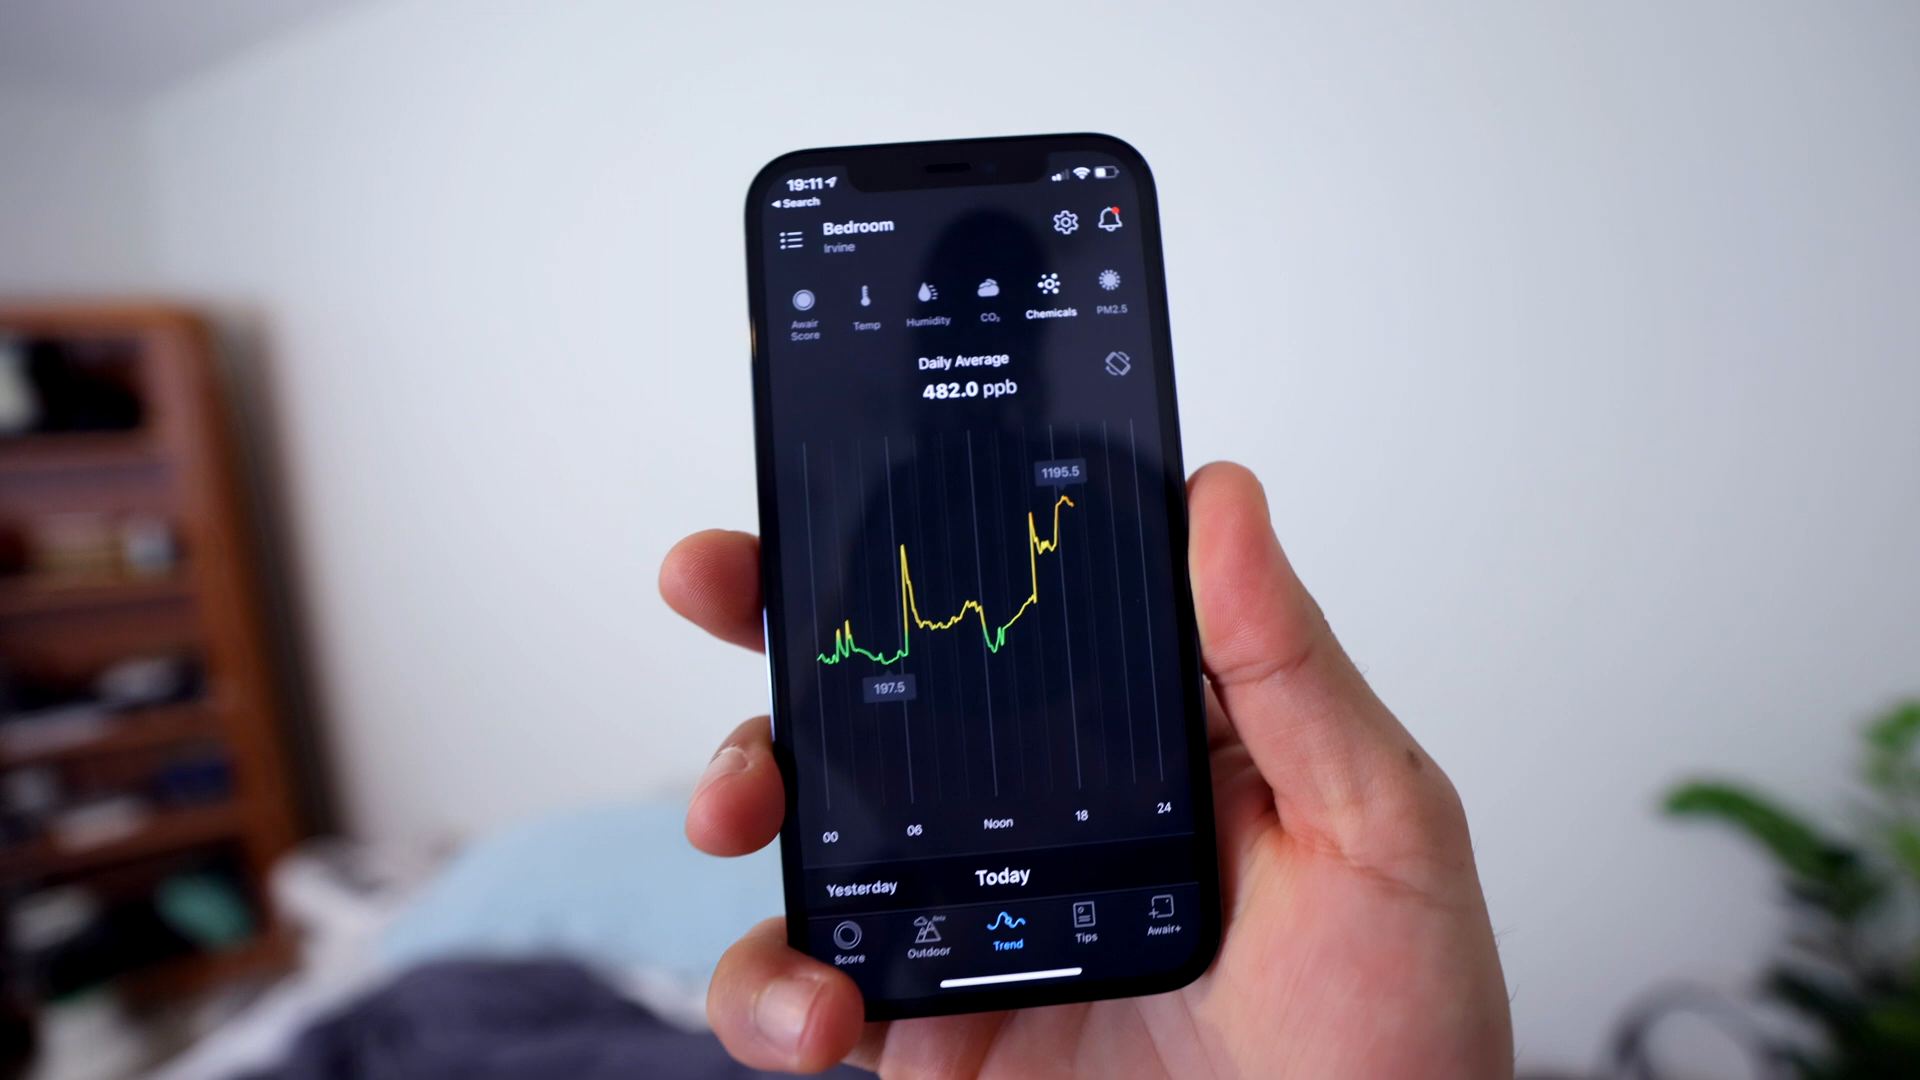 19:11
Search
Bedroom
Irvine
Awair
Score
Temp
Humidity
CO₂
Chemicals
PM2.5
Daily Average
482.0 ppb
1195.5
197.5
00
06
Noon
18
24
Yesterday
Today
Score
Beta
Outdoor
Trend
Tips
Awair+